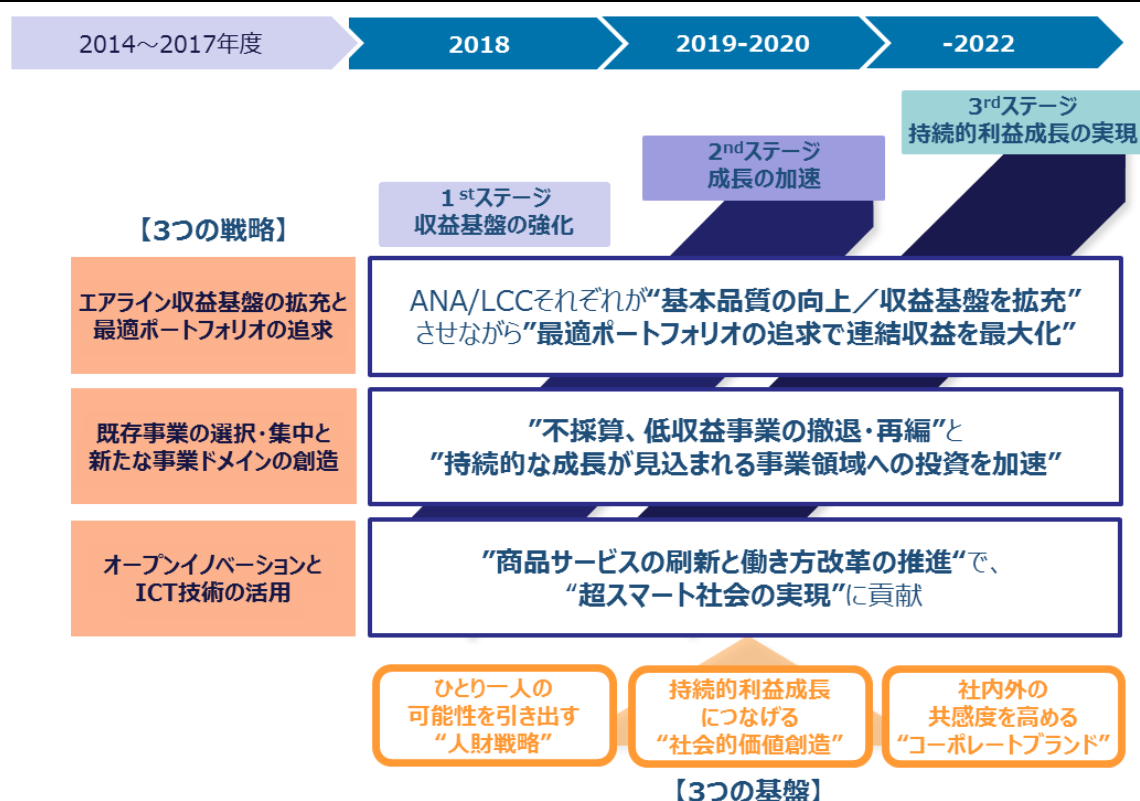 2014～2017年度
2018
2019-2020
-2022
3rdステージ
持続的利益成長の実現
2ndステージ
成長の加速
1stステージ
収益基盤の強化
【3つの戦略】
エアライン収益基盤の拡充と
最適ポートフォリオの追求
ANA/LCCそれぞれが“基本品質の向上／収益基盤を拡充”
させながら”最適ポートフォリオの追求で連結収益を最大化”
既存事業の選択･集中と
新たな事業ドメインの創造
”不採算、低収益事業の撤退･再編”と
”持続的な成長が見込まれる事業領域への投資を加速”
オープンイノベーションと
ICT技術の活用
”商品サービスの刷新と働き方改革の推進“で、
“超スマート社会の実現”に貢献
ひとり一人の
可能性を引き出す
“人財戦略”
持続的利益成長
につなげる
“社会的価値創造”
社内外の
共感度を高める
“コーポレートブランド”
【3つの基盤】